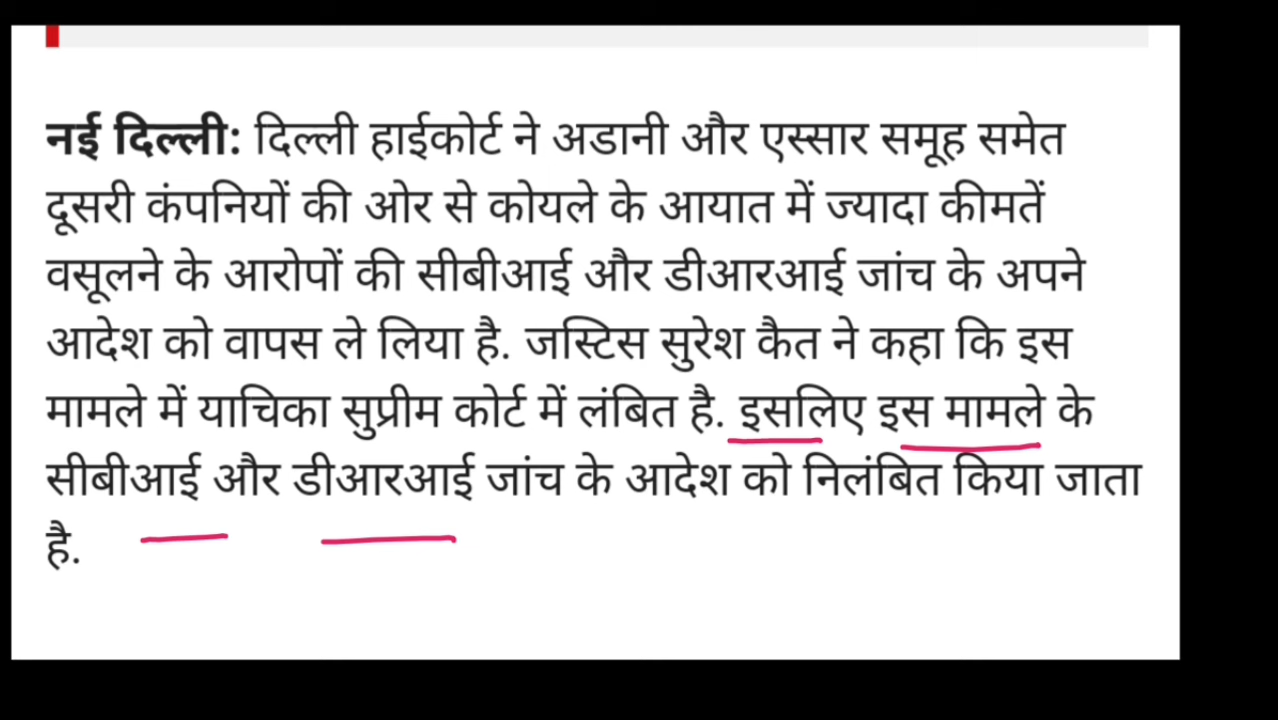 नई दिल्ली: दिल्ली हाईकोर्ट ने अडानी और एस्सार समूह समेत
दूसरी कंपनियों की ओर से कोयले के आयात में ज्यादा कीमतें
वसूलने के आरोपों की सीबीआई और डीआरआई जांच के अपने
आदेश को वापस ले लिया है. जस्टिस सुरेश कैत ने कहा कि इस
मामले में याचिका सुप्रीम कोर्ट में लंबित है. इसलिए इस मामले के
सीबीआई और डीआरआई जांच के आदेश को निलंबित किया जाता
है.